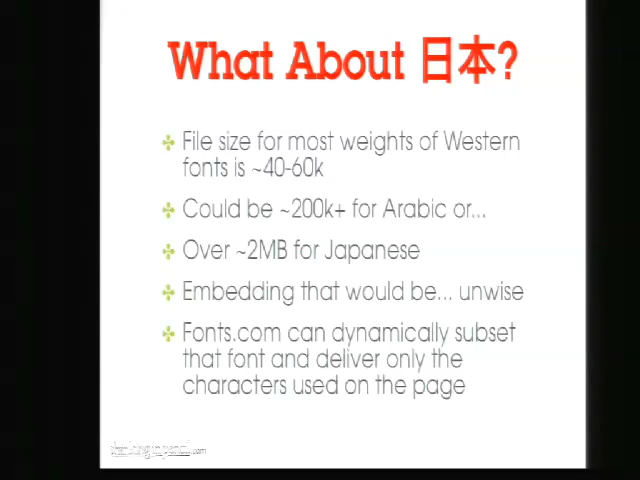 What About 日本?
File size for most weights of Western
fonts is ~40-60k
Could be ~200k+ for Arabic or...
Over ~2MB for Japanese
Embedding that would be... unwise
Fonts.com can dynamically subset
that font and deliver only the
characters used on the page